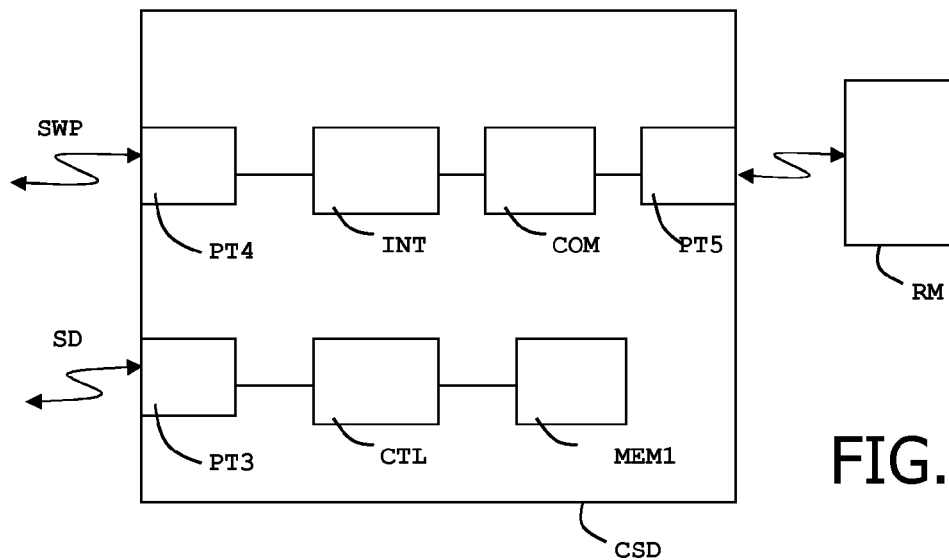 SWP
PT4
INT
COM
PT5
RM
SD
PT3
CTL
MEM1
FIG.
CSD